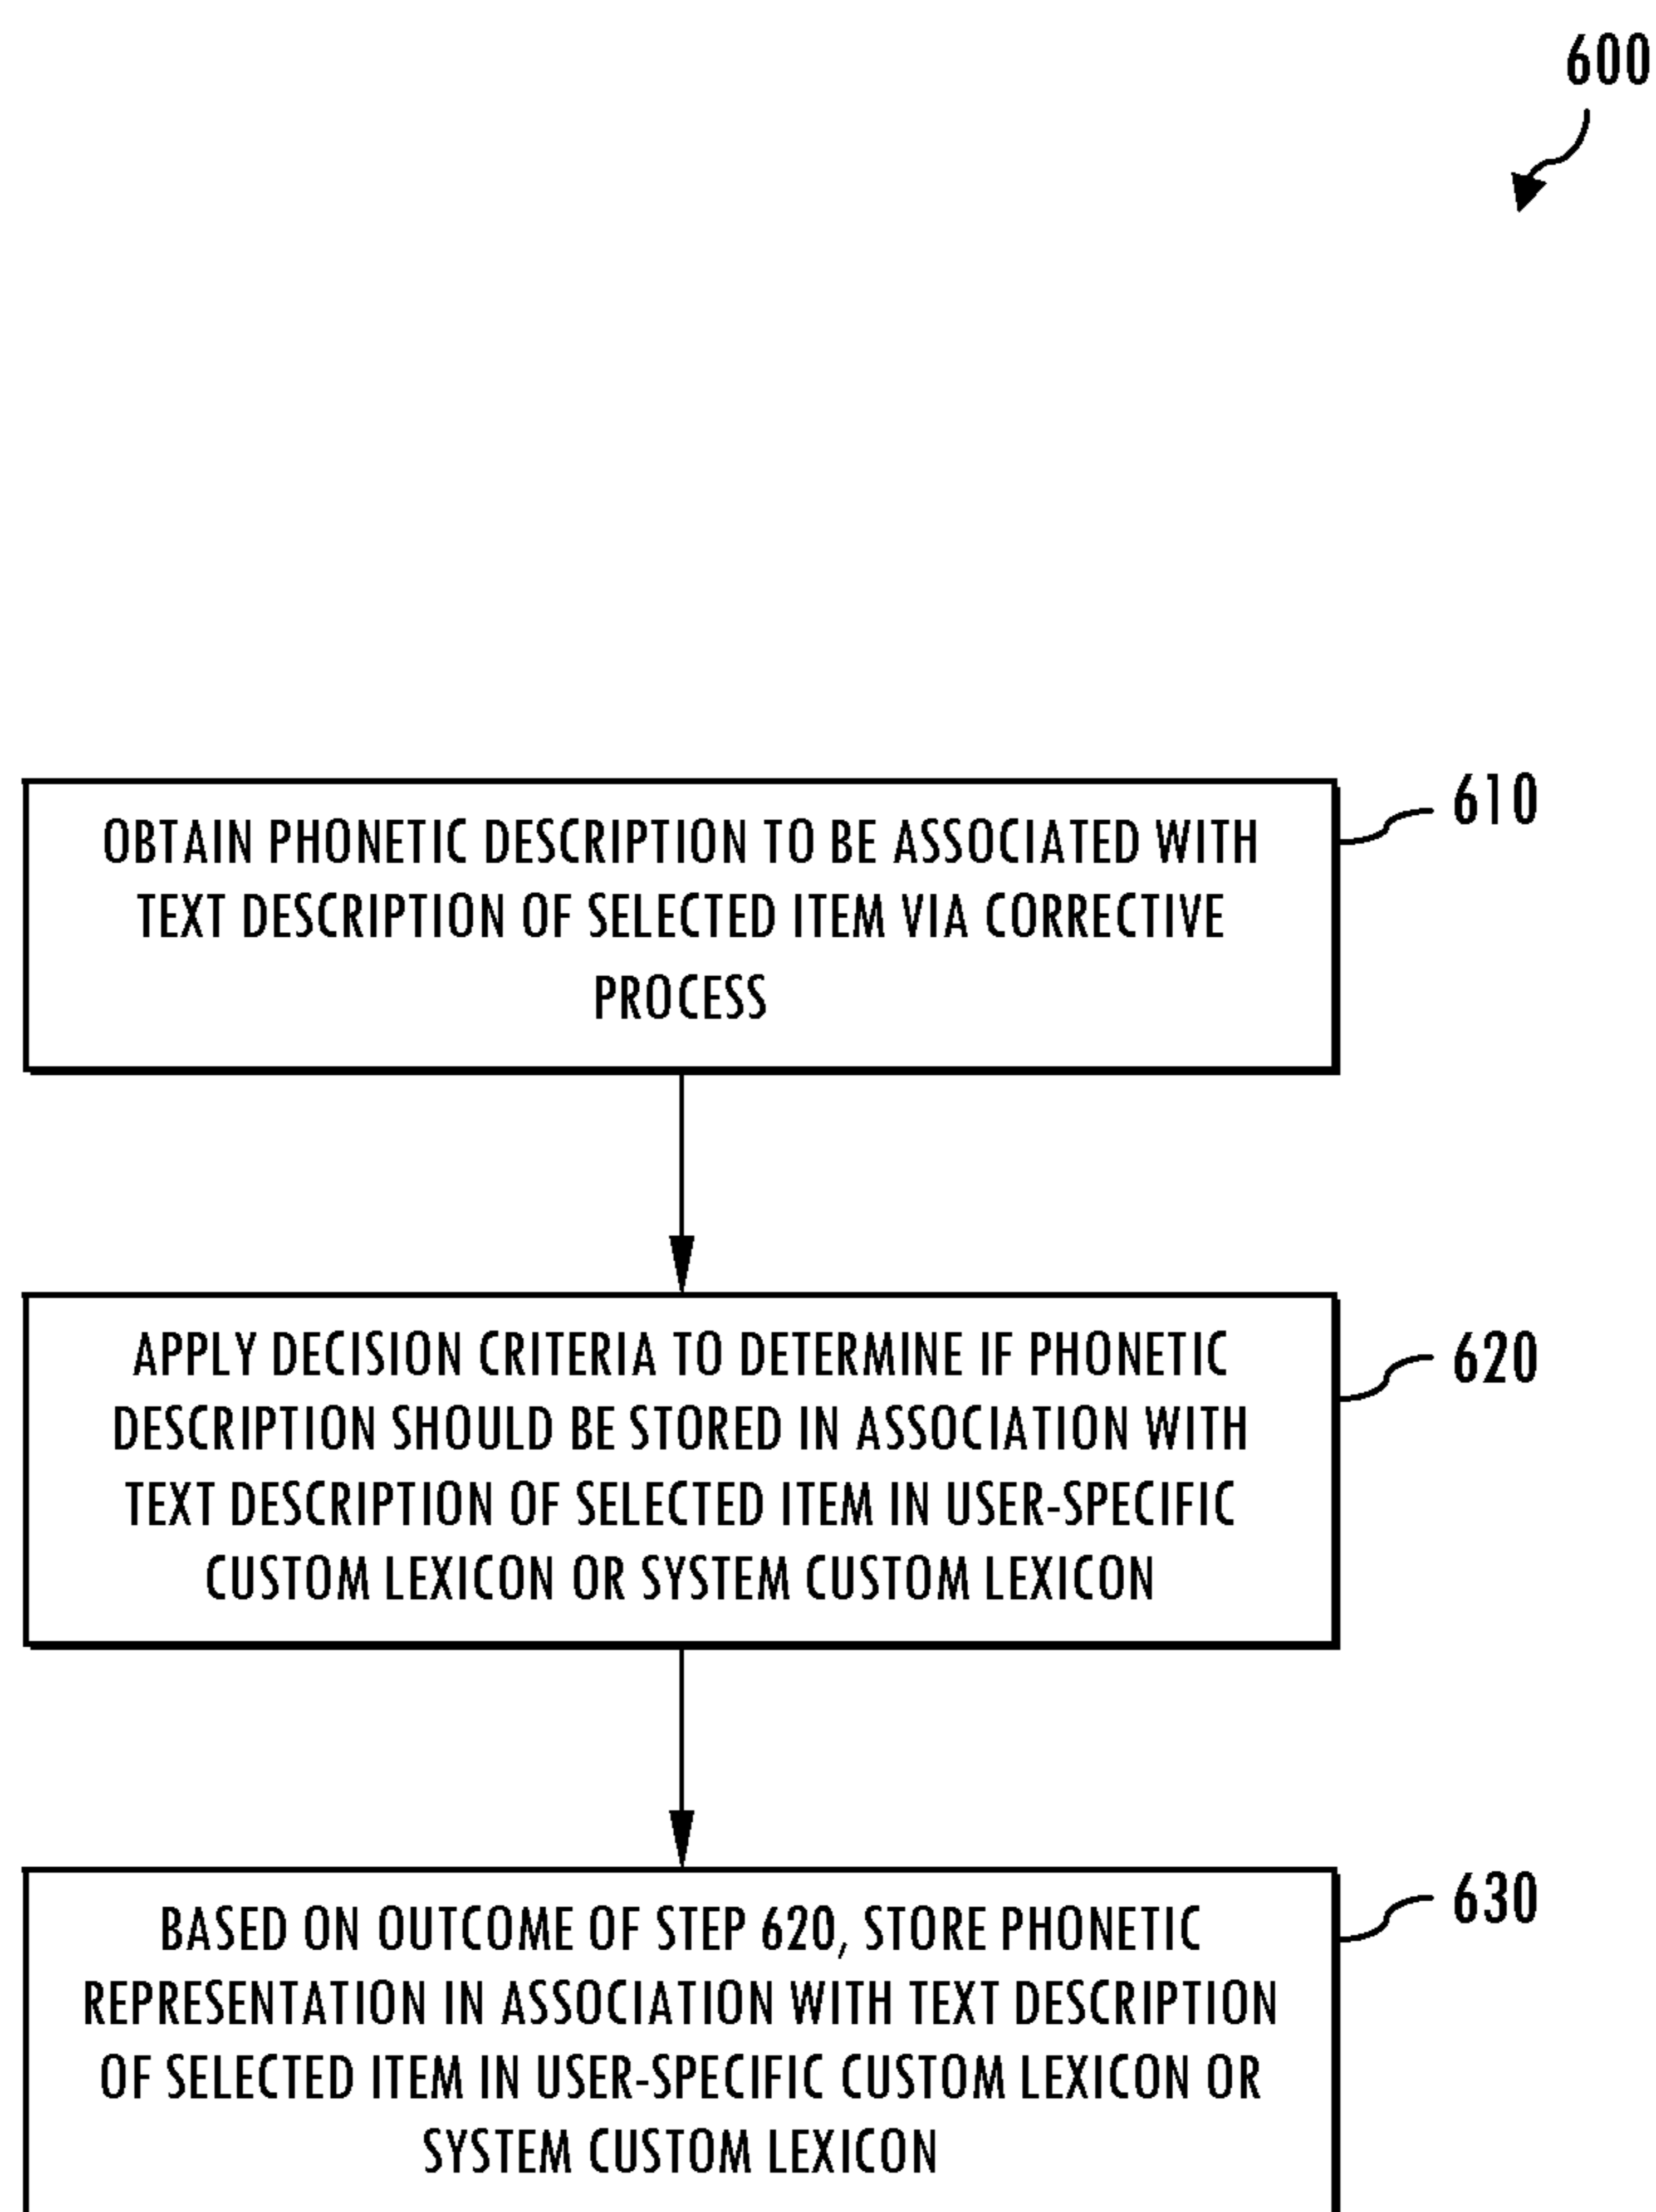 600
OBTAIN PHONETIC DESCRIPTION TO BE ASSOCIATED WITH
TEXT DESCRIPTION OF SELECTED ITEM VIA CORRECTIVE
PROCESS
610
APPLY DECISION CRITERIA TO DETERMINE IF PHONETIC
DESCRIPTION SHOULD BE STORED IN ASSOCIATION WITH
TEXT DESCRIPTION OF SELECTED ITEM IN USER-SPECIFIC
CUSTOM LEXICON OR SYSTEM CUSTOM LEXICON
620
BASED ON OUTCOME OF STEP 620, STORE PHONETIC
REPRESENTATION IN ASSOCIATION WITH TEXT DESCRIPTION
OF SELECTED ITEM IN USER-SPECIFIC CUSTOM LEXICON OR
SYSTEM CUSTOM LEXICON
630